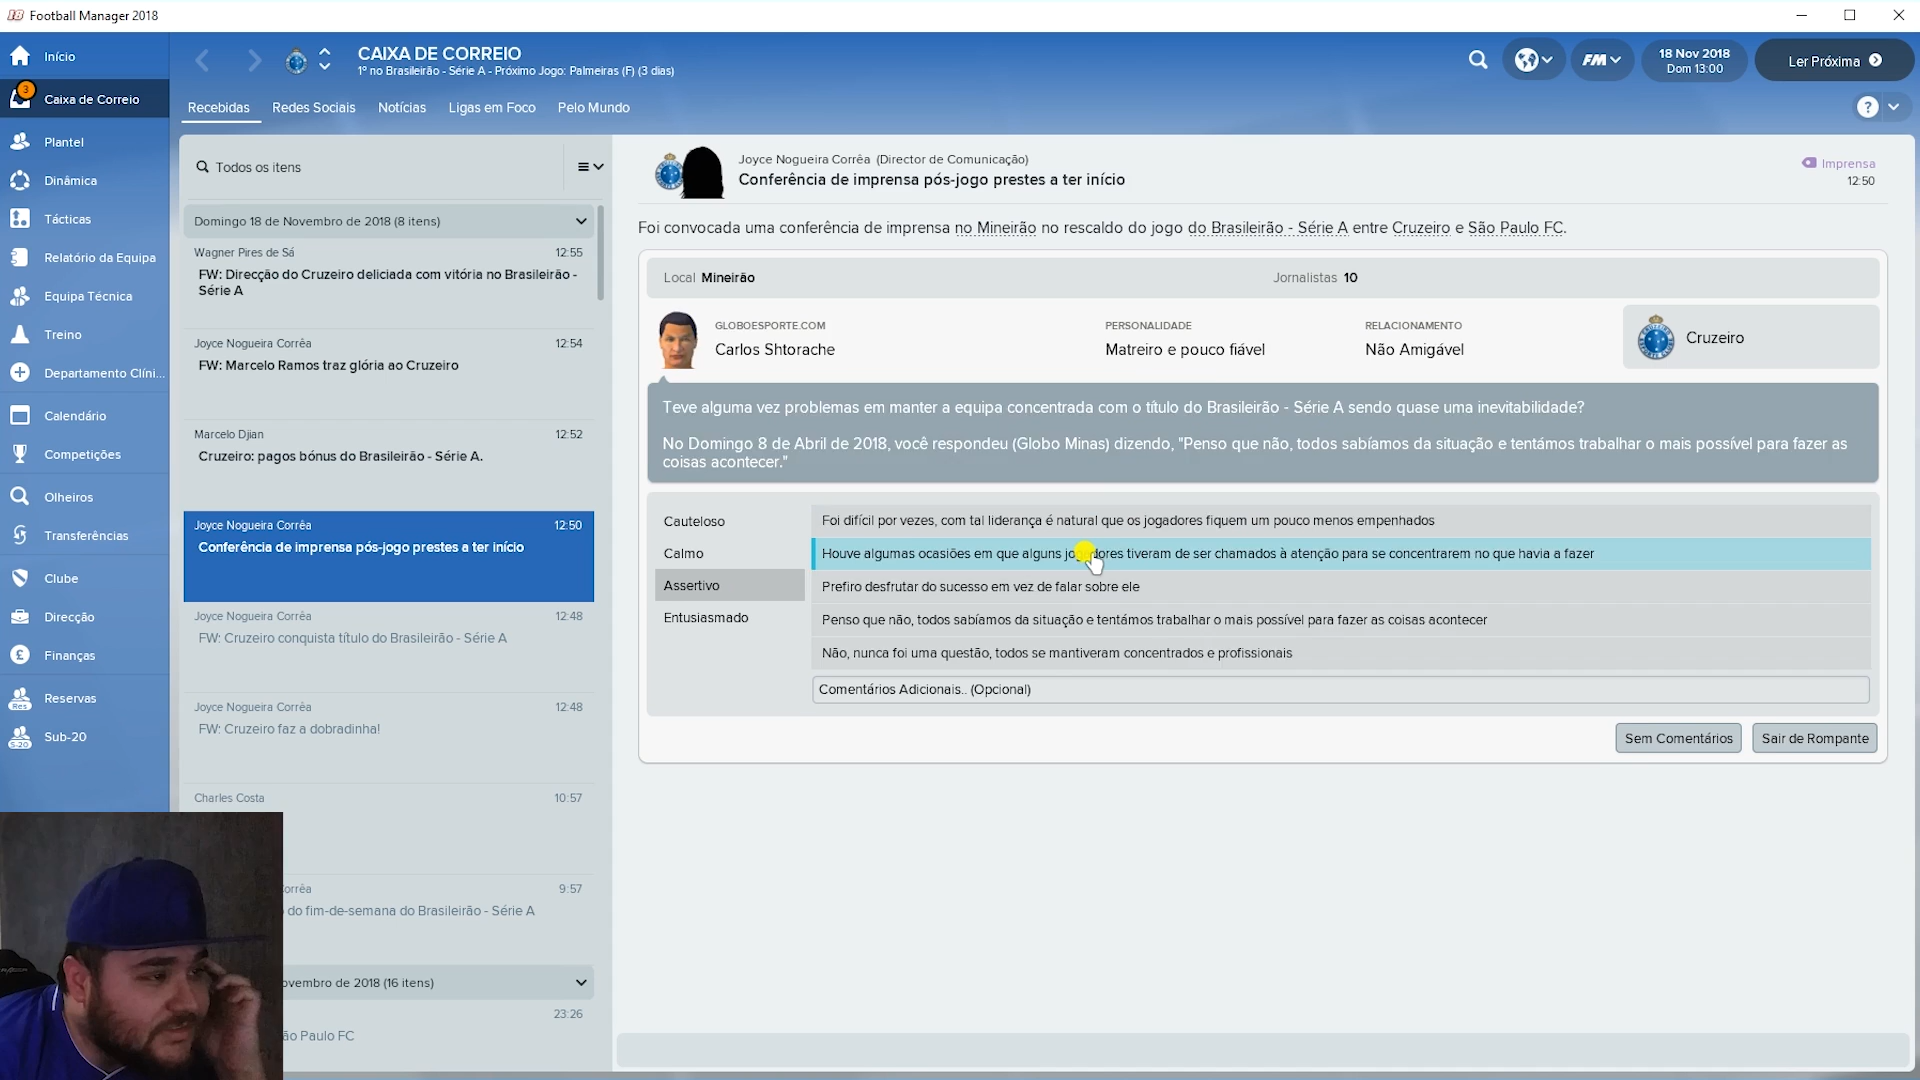 Football Manager 2018
Início
3
Caixa de Correio
Plantel
Dinâmica
Tácticas
Relatório da Equipa
Equipa Técnica
Treino
Departamento Clíni...
Calendário
Competições
Olheiros
Transferências
Clube
Direcção
Finanças
Res
Reservas
S-20
Sub-20
CAIXA DE CORREIO
1º no Brasileirão - Série A - Próximo Jogo: Palmeiras (F) (3 dias)
FM
18 Nov 2018
Dom 13:00
Ler Próxima
Recebidas Redes Sociais Notícias Ligas em Foco Pelo Mundo
?
Todos os itens
Domingo 18 de Novembro de 2018 (8 itens)
Wagner Pires de Sá 12:55
FW: Direcção do Cruzeiro deliciada com vitória no Brasileirão -
Série A
Joyce Nogueira Corrêa 12:54
FW: Marcelo Ramos traz glória ao Cruzeiro
Marcelo Djian 12:52
Cruzeiro: pagos bónus do Brasileirão - Série A.
Joyce Nogueira Corrêa 12:50
Conferência de imprensa pós-jogo prestes a ter início
Joyce Nogueira Corrêa 12:48
FW: Cruzeiro conquista título do Brasileirão - Série A
Joyce Nogueira Corrêa 12:48
FW: Cruzeiro faz a dobradinha!
Charles Costa 10:57
orrêa 9:57
do fim-de-semana do Brasileirão - Série A
ovembro de 2018 (16 itens)
23:26
ão Paulo FC
Joyce Nogueira Corrêa (Director de Comunicação)
Conferência de imprensa pós-jogo prestes a ter início
Imprensa
12:50
Foi convocada uma conferência de imprensa no Mineirão no rescaldo do jogo do Brasileirão - Série A entre Cruzeiro e São Paulo FC.
Local Mineirão Jornalistas 10
GLOBOESPORTE.COM PERSONALIDADE RELACIONAMENTO
Carlos Shtorache Matreiro e pouco fiável Não Amigável
Cruzeiro
Teve alguma vez problemas em manter a equipa concentrada com o título do Brasileirão - Série A sendo quase uma inevitabilidade?
No Domingo 8 de Abril de 2018, você respondeu (Globo Minas) dizendo, "Penso que não, todos sabíamos da situação e tentámos trabalhar o mais possível para fazer as
coisas acontecer."
Cauteloso
Calmo
Assertivo
Entusiasmado
Foi difícil por vezes, com tal liderança é natural que os jogadores fiquem um pouco menos empenhados
Houve algumas ocasiões em que alguns jogadores tiveram de ser chamados à atenção para se concentrarem no que havia a fazer
Prefiro desfrutar do sucesso em vez de falar sobre ele
Penso que não, todos sabíamos da situação e tentámos trabalhar o mais possível para fazer as coisas acontecer
Não, nunca foi uma questão, todos se mantiveram concentrados e profissionais
Comentários Adicionais.. (Opcional)
Sem Comentários Sair de Rompante